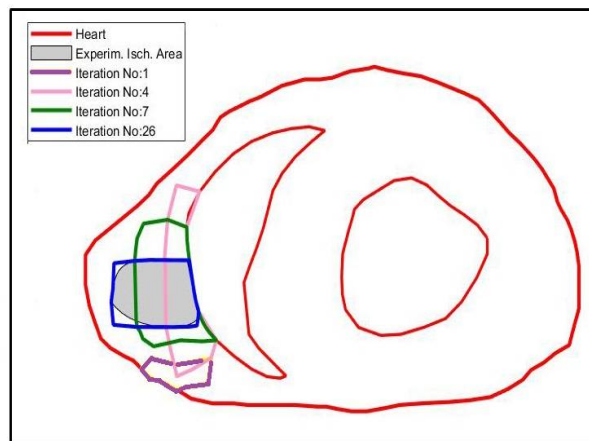 Heart
Experim. Isch. Area
Iteration No:1
Iteration No:4
Iteration No:7
Iteration No:26